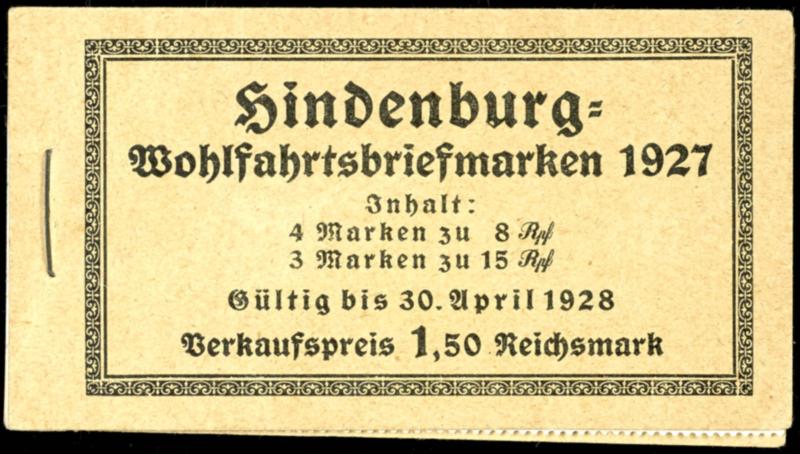 Hindenburg=
Wohlfahrtsbriefmarken 1927
Inhalt:
4 Marken zu 8 Rpf
3 Marken zu 15 Rpf
Gültig bis 30. April 1928
Verkaufspreis 1,50 Reichsmark